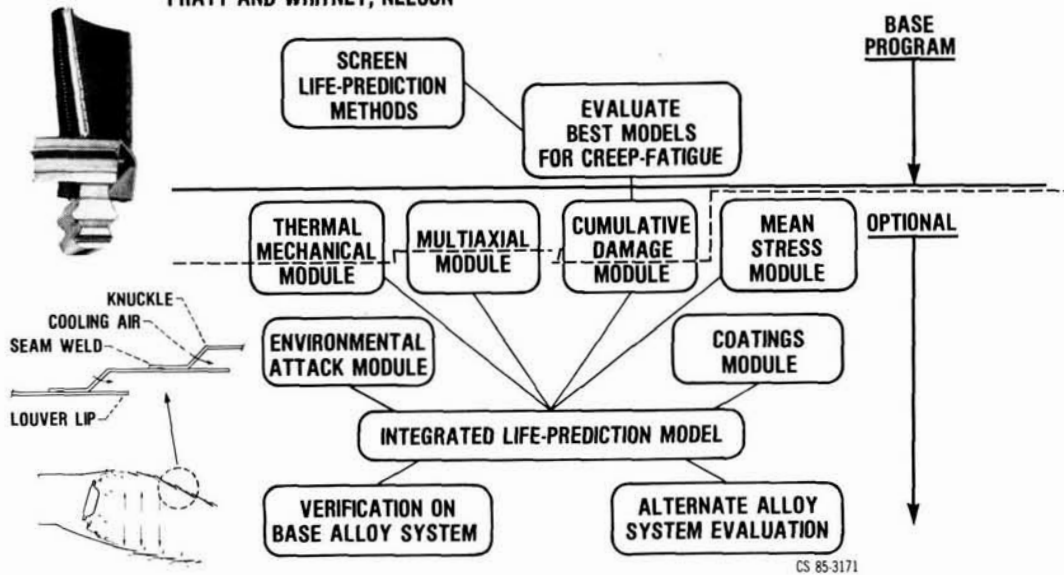 PRATT AND WHITNEY, NELSON
BASE
PROGRAM
SCREEN
LIFE-PREDICTION
METHODS
EVALUATE
BEST MODELS
FOR CREEP-FATIGUE
THERMAL
MECHANICAL
MODULE
MULTIAXIAL
MODULE
CUMULATIVE
DAMAGE
MODULE
MEAN
STRESS
MODULE
OPTIONAL
KNUCKLE
COOLING AIR
SEAM WELD
LOUVER LIP
ENVIRONMENTAL
ATTACK MODULE
COATINGS
MODULE
INTEGRATED LIFE-PREDICTION MODEL
VERIFICATION ON
BASE ALLOY SYSTEM
ALTERNATE ALLOY
SYSTEM EVALUATION
CS 85-3171